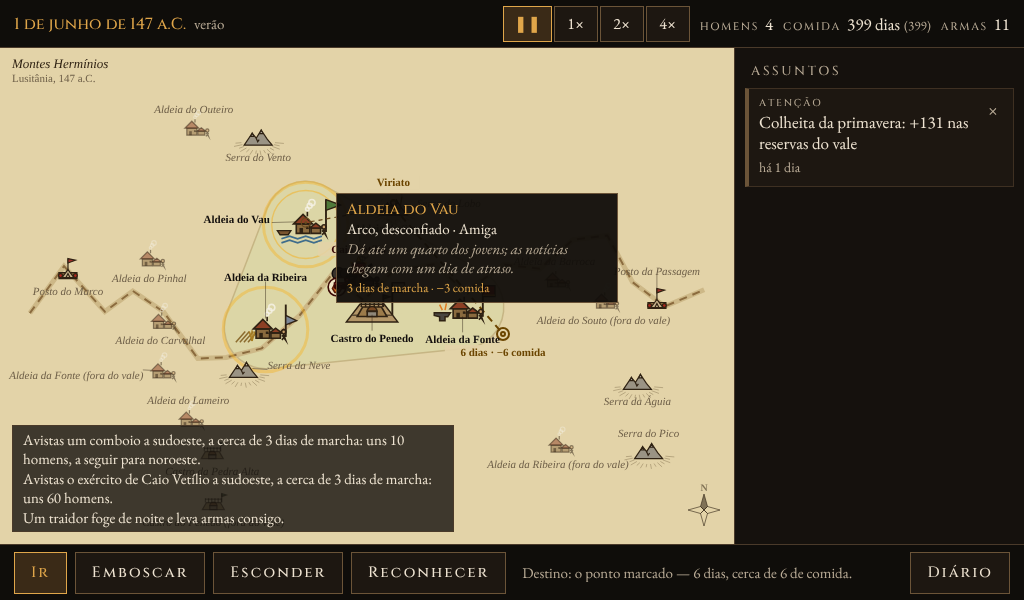 1 DE JUNHO DE 147 A.C. verão
❚❚ 1× 2× 4×
HOMENS 4 COMIDA 399 dias (399) ARMAS 11
Montes Hermínios
Lusitânia, 147 a.C.
Aldeia do Outeiro
Serra do Vento
Viriato
Aldeia do Vau
Aldeia da Ribeira
Aldeia do Pinhal
Posto do Marco
Aldeia do Carvalhal
Aldeia da Fonte (fora do vale)
Serra da Neve
Aldeia do Lameiro
Castro do Penedo
Aldeia da Fonte
6 dias · −6 comida
Posto da Passagem
Aldeia do Souto (fora do vale)
Serra da Águia
Serra do Pico
Aldeia da Ribeira (fora do vale)
N
ALDEIA DO VAU
Arco, desconfiado · Amiga
Dá até um quarto dos jovens; as notícias
chegam com um dia de atraso.
3 dias de marcha · −3 comida
Castro da Pedra Alta
Avistas um comboio a sudoeste, a cerca de 3 dias de marcha: uns 10
homens, a seguir para noroeste.
Avistas o exército de Caio Vetílio a sudoeste, a cerca de 3 dias de marcha:
uns 60 homens.
Um traidor foge de noite e leva armas consigo.
ASSUNTOS
ATENÇÃO
×
Colheita da primavera: +131 nas
reservas do vale
há 1 dia
IR
EMBOSCAR
ESCONDER
RECONHECER
Destino: o ponto marcado — 6 dias, cerca de 6 de comida.
DIÁRIO